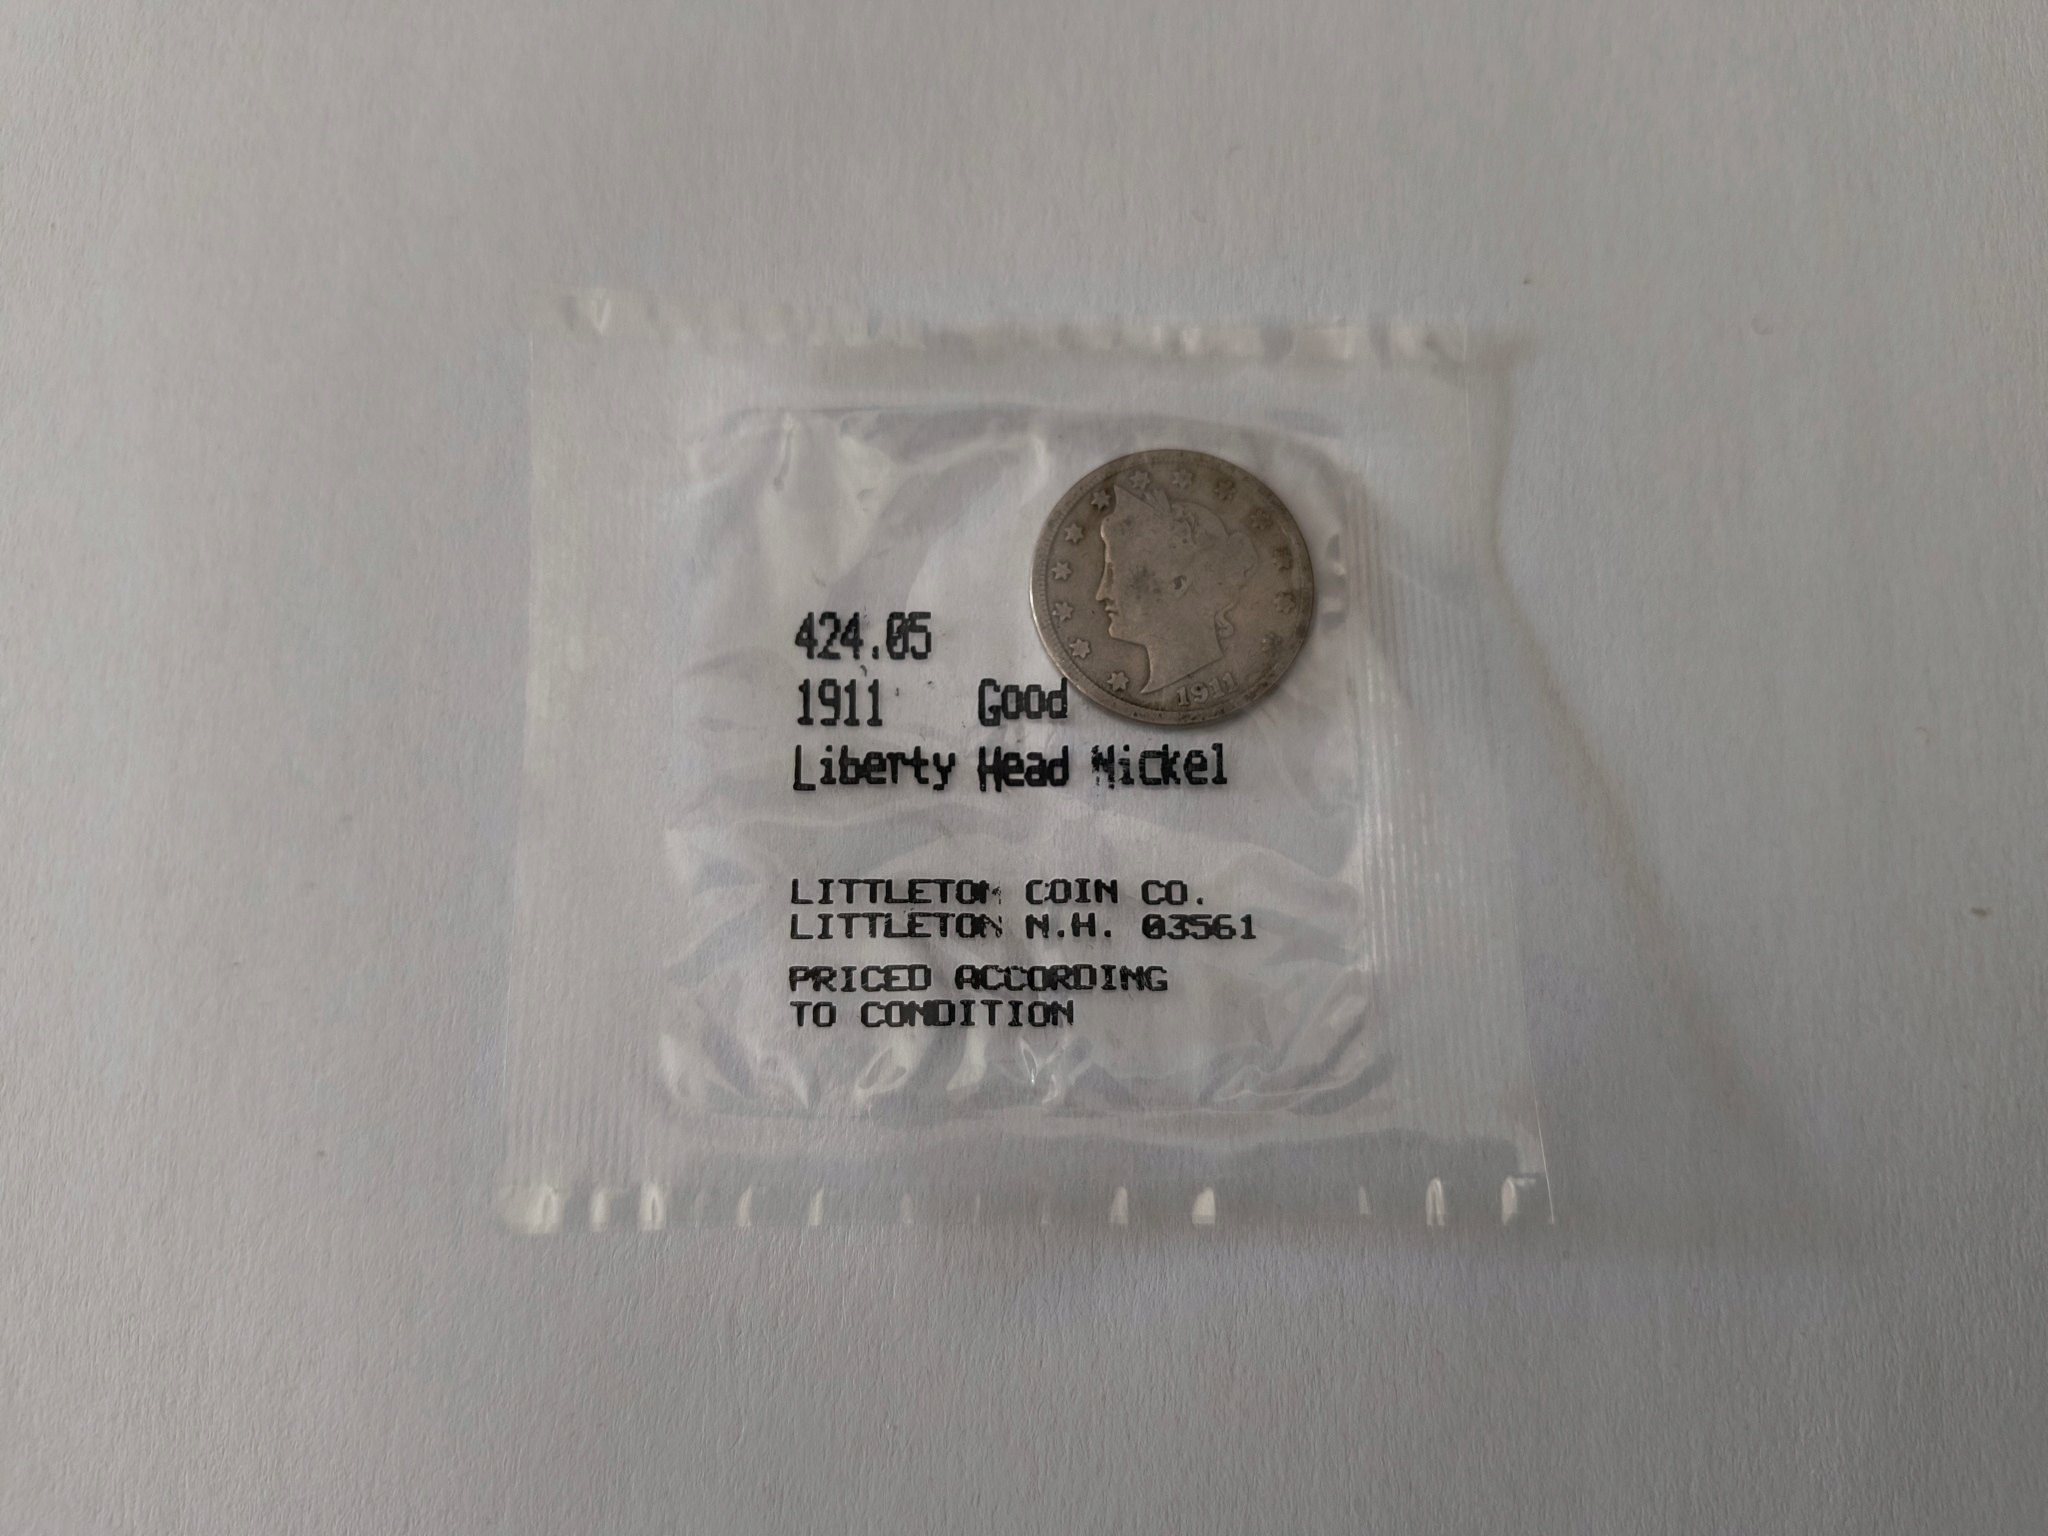 424.05
1911 Good
Liberty Head Nickel
LITTLETON COIN CO.
LITTLETON N.H. 03561
PRICED ACCORDING
TO CONDITION
1911